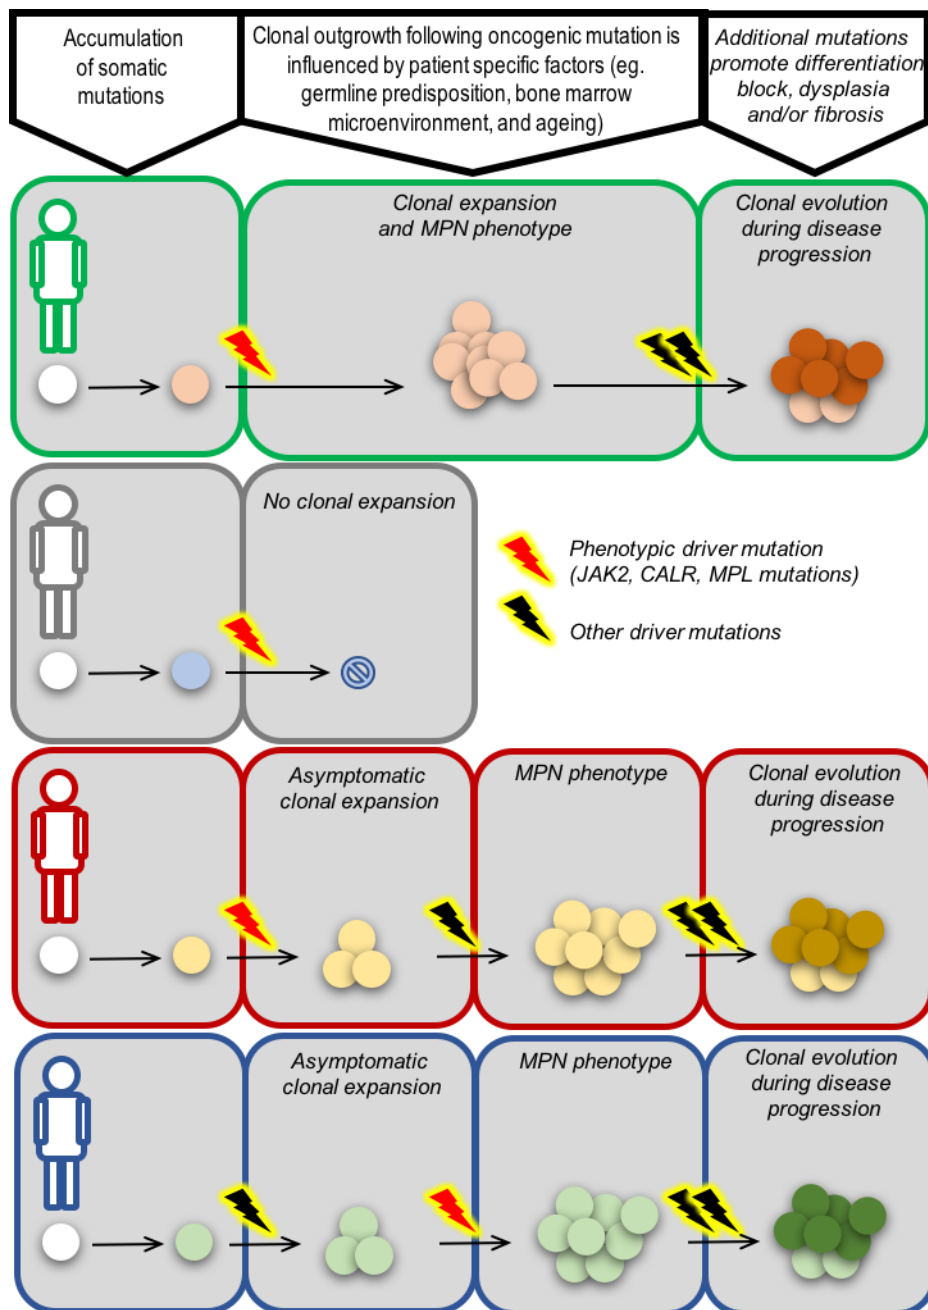 Accumulation
of somatic
mutations
Clonal outgrowth following oncogenic mutation is
influenced by patient specific factors (eg.
germline predisposition, bone marrow
microenvironment, and ageing)
Additional mutations
promote differentiation
block, dysplasia
and/or fibrosis
Clonal expansion
and MPN phenotype
Clonal evolution
during disease
progression
No clonal expansion
Phenotypic driver mutation
(JAK2, CALR, MPL mutations)
Other driver mutations
Asymptomatic
clonal expansion
MPN phenotype
Clonal evolution
during disease
progression
Asymptomatic
clonal expansion
MPN phenotype
Clonal evolution
during disease
progression